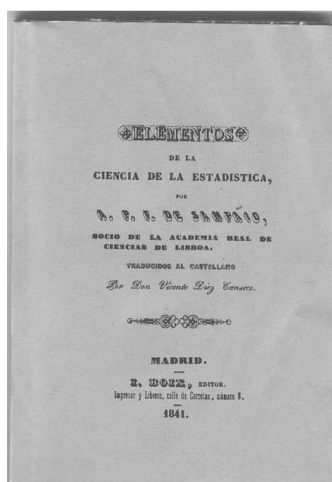 ELEMENTOS
DE LA
CIENCIA DE LA ESTADISTICA,
POR
A. F. F. DE SAMPAIO,
SOCIO DE LA ACADEMIA REAL DE
CIENCIAS DE LISBOA.
TRADUCIDOS AL CASTELLANO
Por Don Vicente Diez Canseco.
MADRID.
I. BOIX, EDITOR.
Impresor y Librero, calle de Carretas, número 8.
1841.